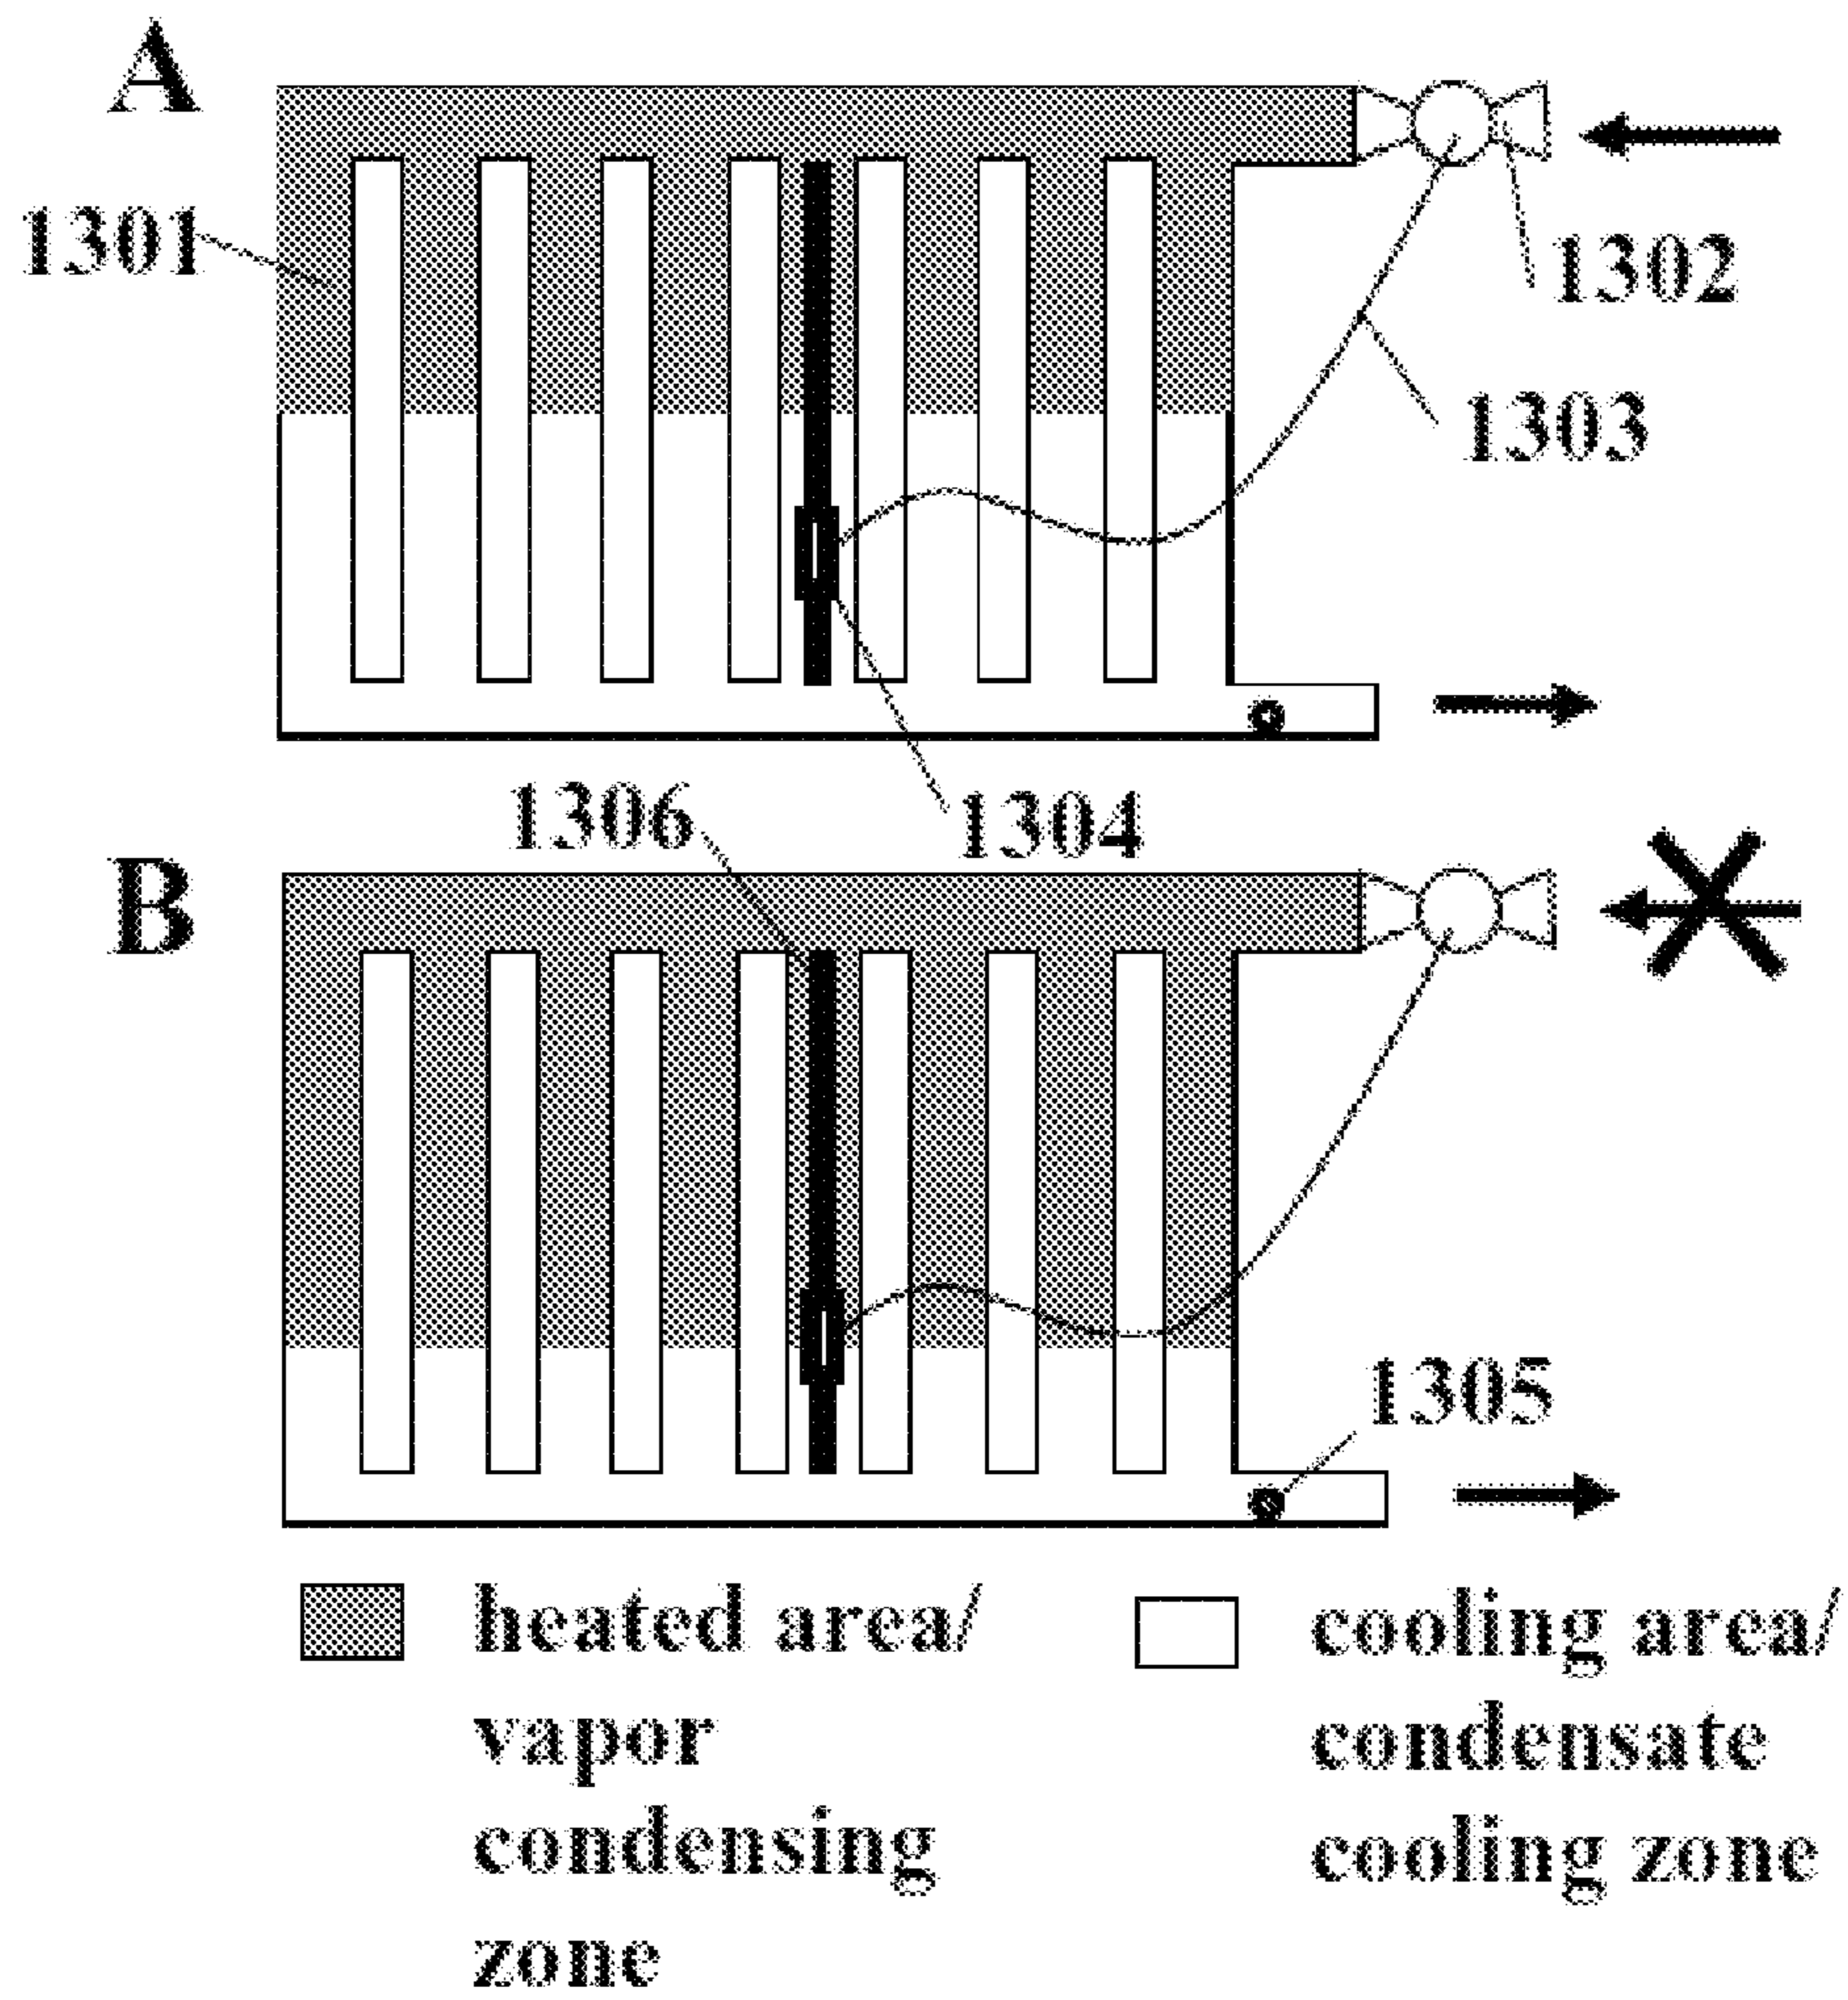 A
1301
1302
1303
1306
1304
B
1305
heated area/
vapor
condensing
zone
cooling area/
condensate
cooling zone